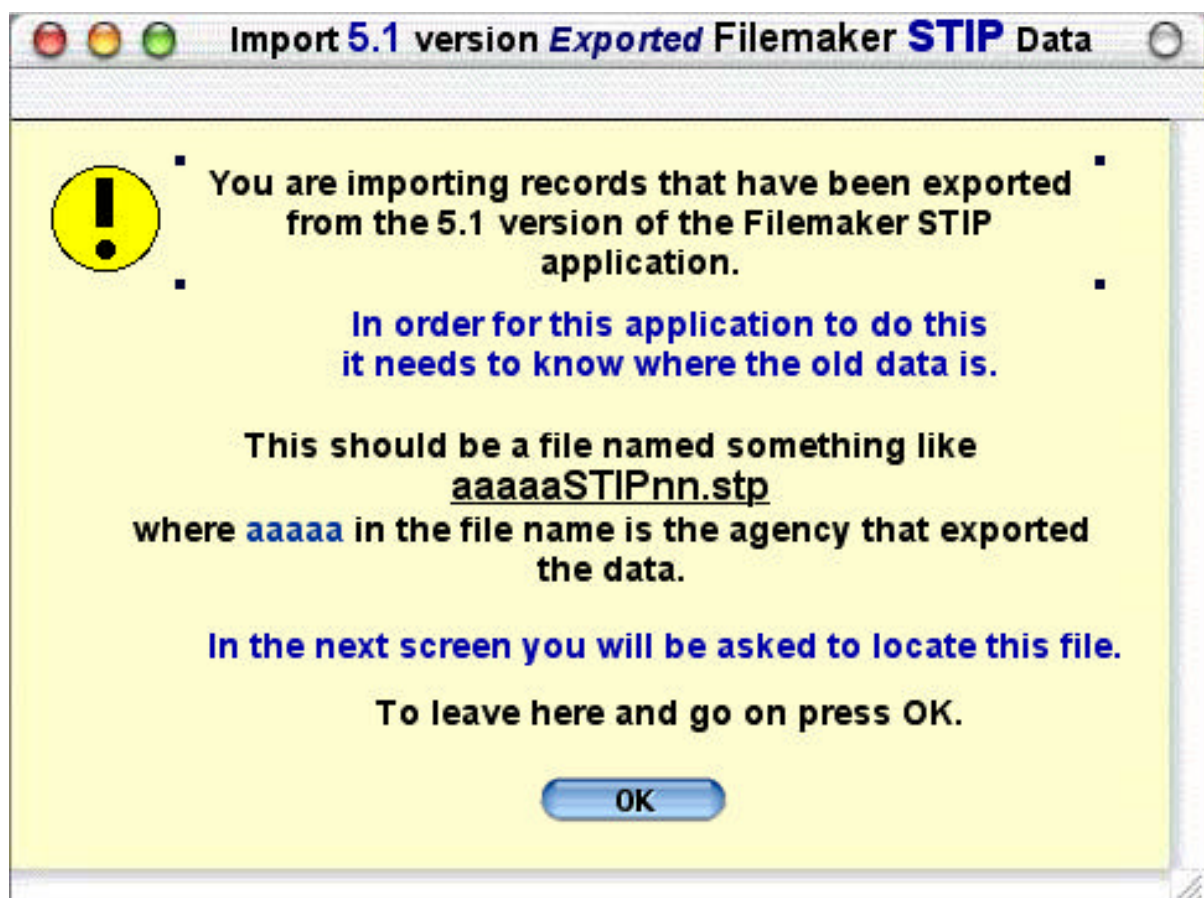 Import 5.1 version Exported Filemaker STIP Data
You are importing records that have been exported
from the 5.1 version of the Filemaker STIP
application.
In order for this application to do this
it needs to know where the old data is.
This should be a file named something like
aaaaaSTIPnn.stp
where aaaaa in the file name is the agency that exported
the data.
In the next screen you will be asked to locate this file.
To leave here and go on press OK.
OK